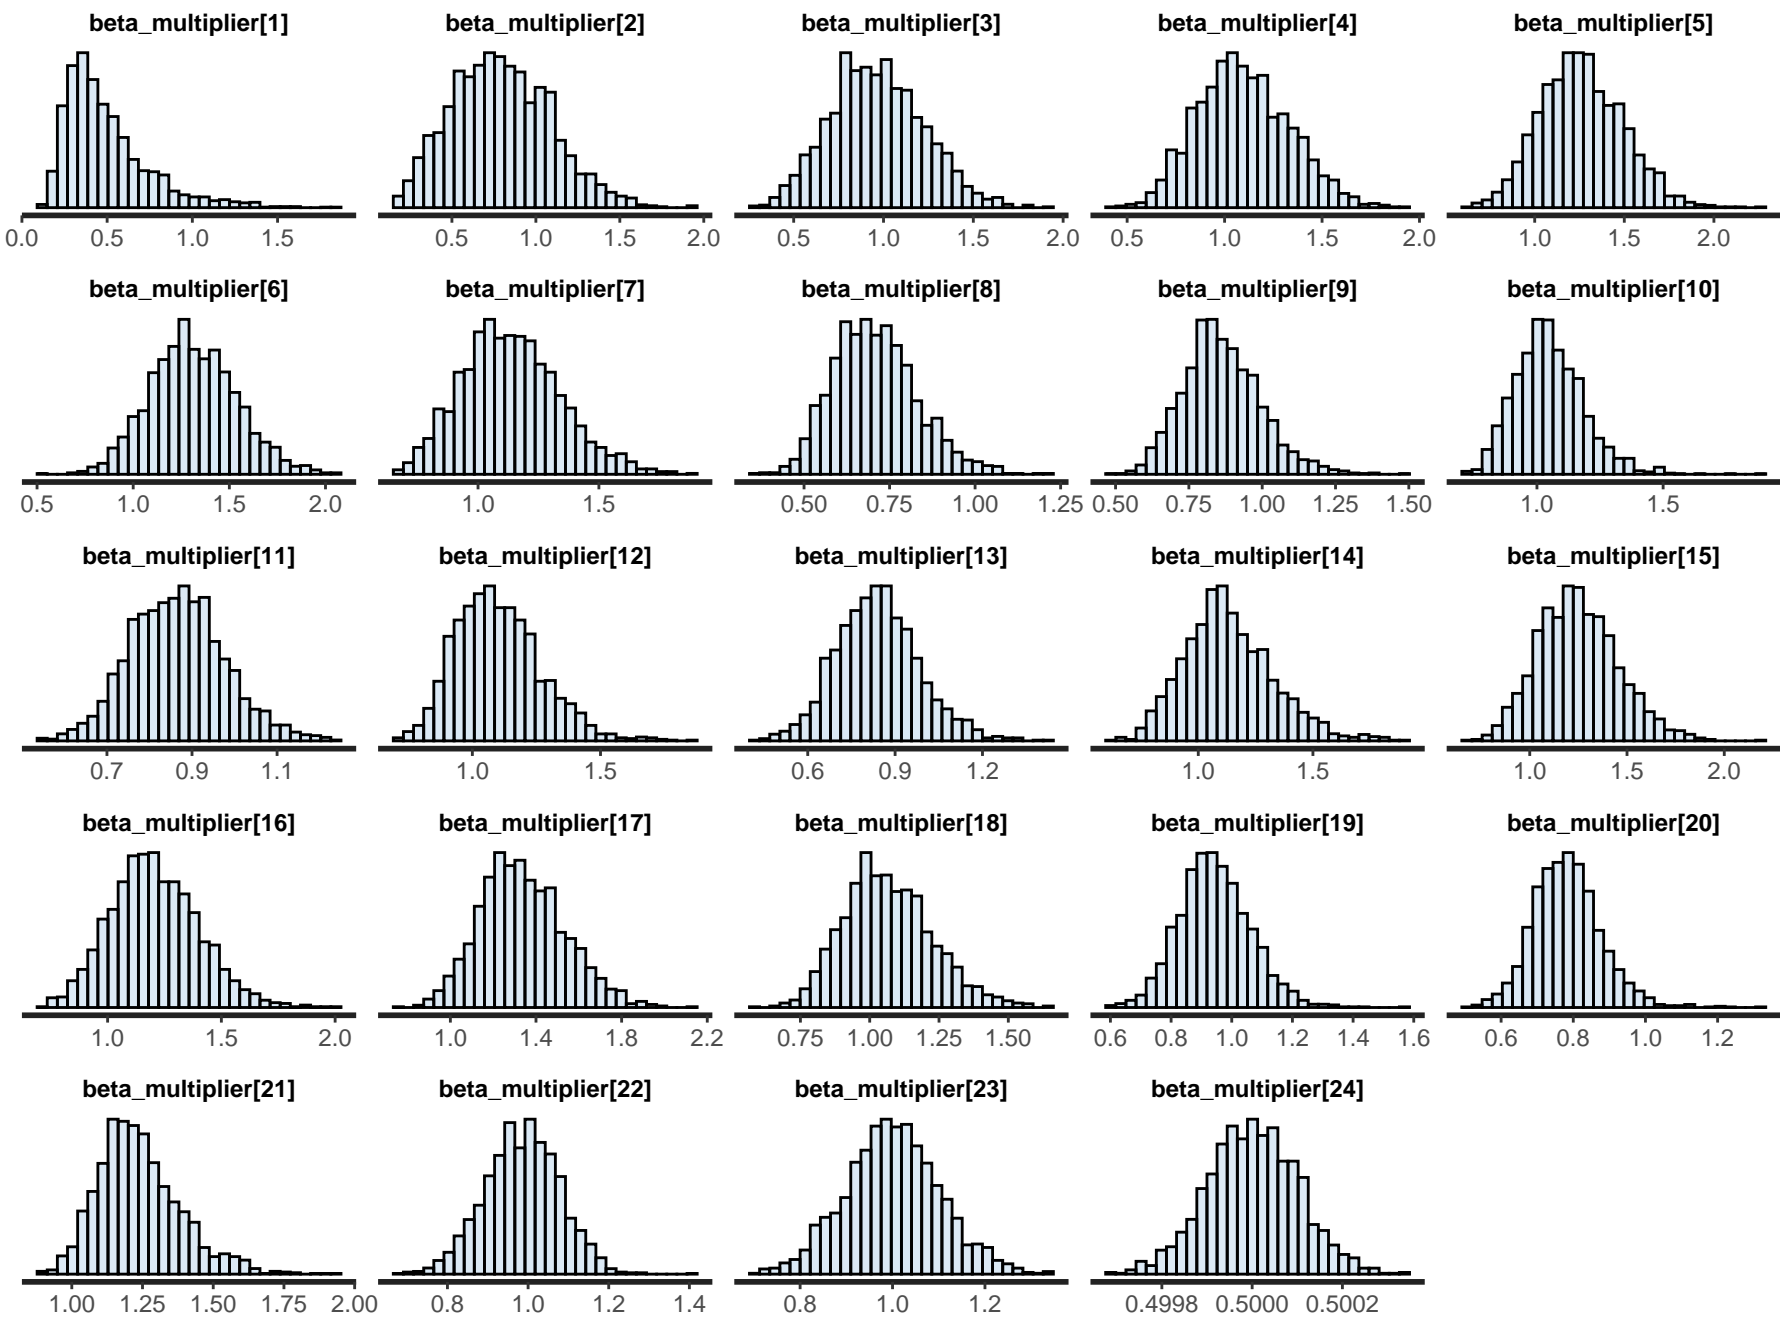 beta_multiplier[1] beta_multiplier[2] beta_multiplier[3] beta_multiplier[4] beta_multiplier[5]
0.0 0.5 1.0 1.5 0.5 1.0 1.5 2.0 0.5 1.0 1.5 2.0 0.5 1.0 1.5 2.0 1.0 1.5 2.0
beta_multiplier[6] beta_multiplier[7] beta_multiplier[8] beta_multiplier[9] beta_multiplier[10]
0.5 1.0 1.5 2.0 1.0 1.5 0.50 0.75 1.00 1.25 0.50 0.75 1.00 1.25 1.50 1.0 1.5
beta_multiplier[11] beta_multiplier[12] beta_multiplier[13] beta_multiplier[14] beta_multiplier[15]
0.7 0.9 1.1 1.0 1.5 0.6 0.9 1.2 1.0 1.5 1.0 1.5 2.0
beta_multiplier[16] beta_multiplier[17] beta_multiplier[18] beta_multiplier[19] beta_multiplier[20]
1.0 1.5 2.0 1.0 1.4 1.8 2.2 0.75 1.00 1.25 1.50 0.6 0.8 1.0 1.2 1.4 1.6 0.6 0.8 1.0 1.2
beta_multiplier[21] beta_multiplier[22] beta_multiplier[23] beta_multiplier[24]
1.00 1.25 1.50 1.75 2.00 0.8 1.0 1.2 1.4 0.8 1.0 1.2 0.4998 0.5000 0.5002